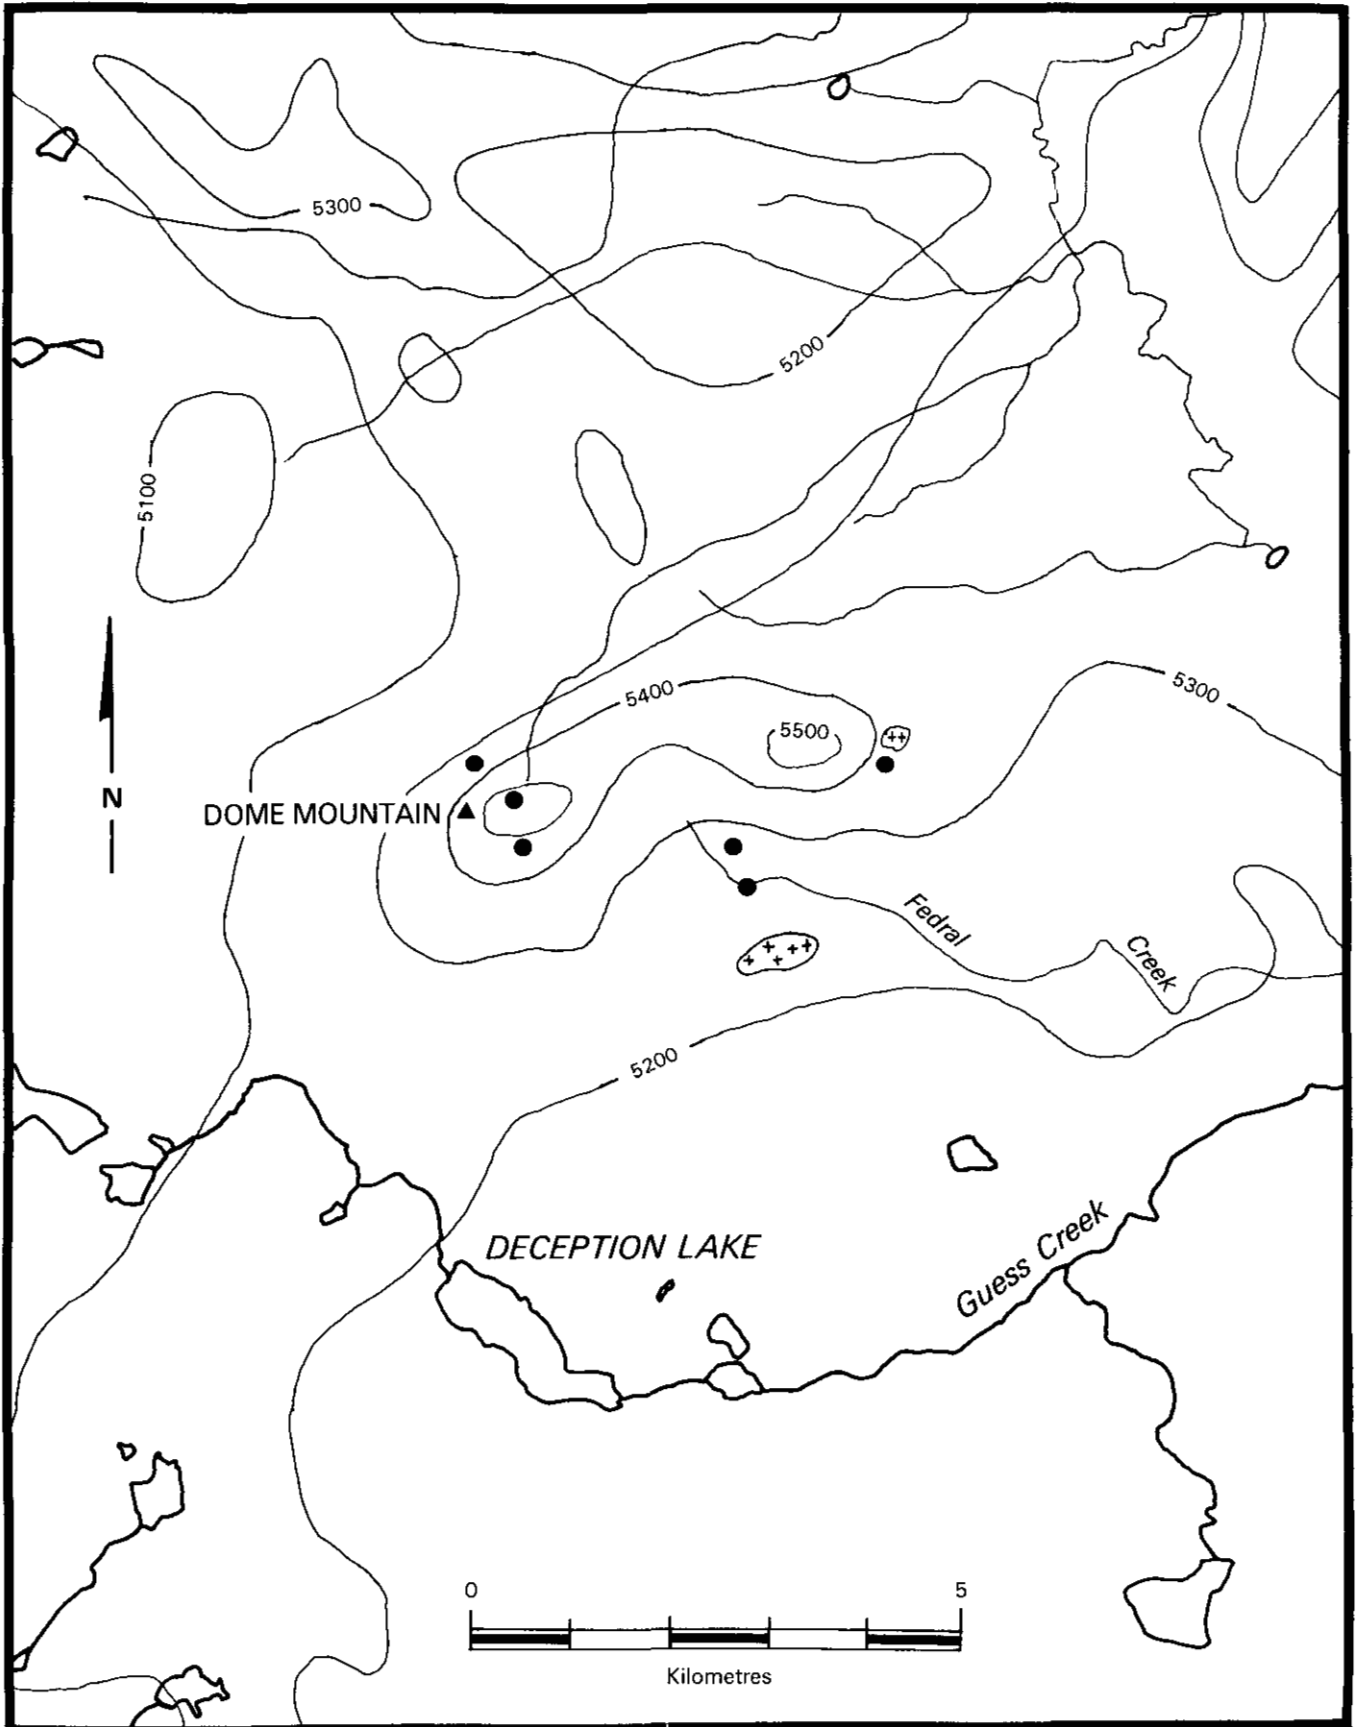 5300
5200
5100
5400
5300
5500
N
DOME MOUNTAIN
Fedral
Creek
5200
DECEPTION LAKE
Guess Creek
0 5
Kilometres